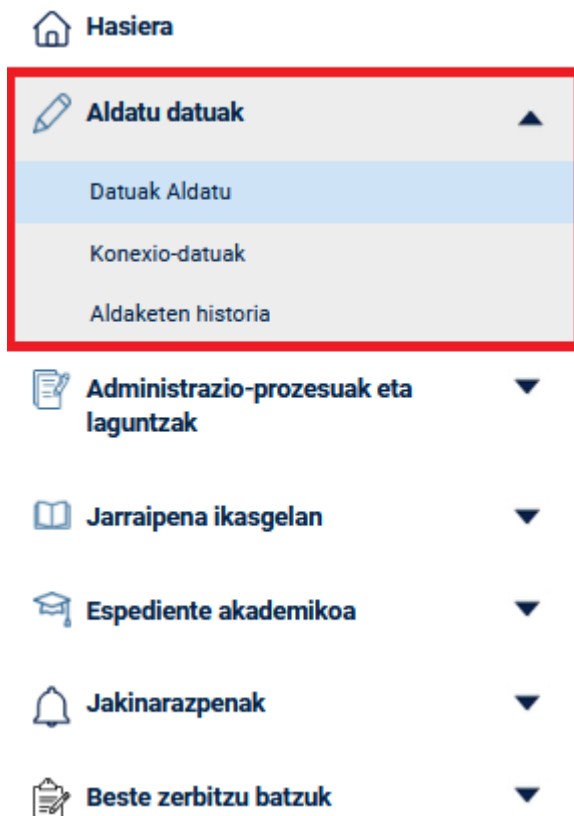 Hasiera
Aldatu datuak
Datuak Aldatu
Konexio-datuak
Aldaketen historia
Administrazio-prozesuak eta
laguntzak
Jarraipena ikasgelan
Espediente akademikoa
Jakinarazpenak
Beste zerbitzu batzuk